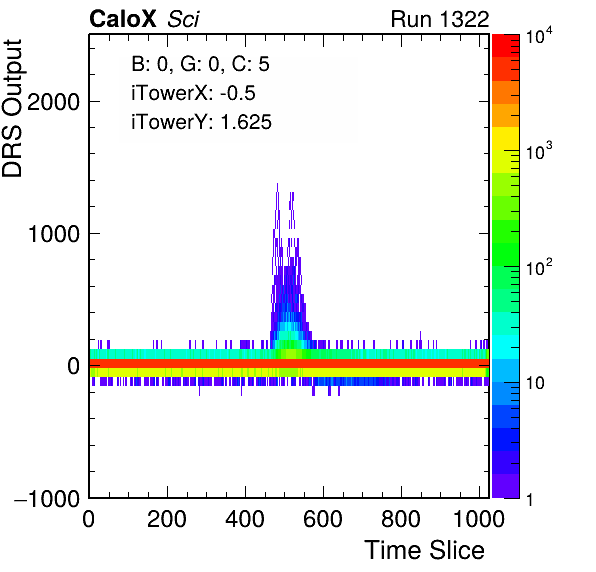 CaloX Sci Run 1322
B: 0, G: 0, C: 5
iTowerX: -0.5
iTowerY: 1.625
DRS Output
2000
1000
0
−1000
0 200 400 600 800 1000
Time Slice
10^4
10^3
10^2
10
1